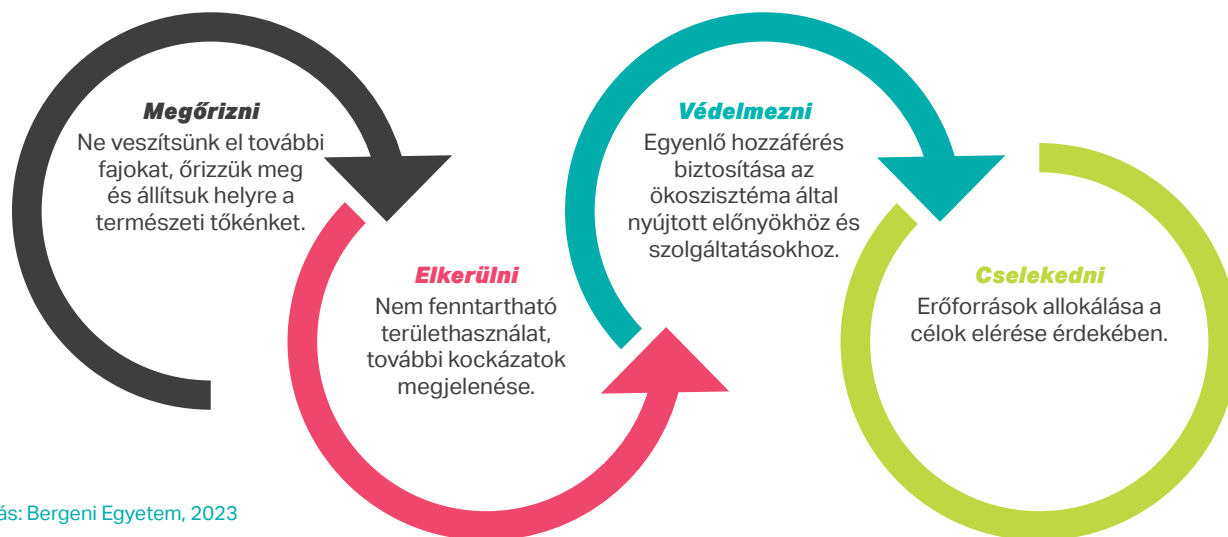 Megőrizni
Ne veszítsünk el további
fajokat, őrizzük meg
és állítsuk helyre a
természeti tőkénket.
Elkerülni
Nem fenntartható
területhasználat,
további kockázatok
megjelenése.
Védelmezni
Egyenlő hozzáférés
biztosítása az
ökoszisztéma által
nyújtott előnyökhöz és
szolgáltatásokhoz.
Cselekedni
Erőforrások allokálása a
célok elérése érdekében.
ás: Bergeni Egyetem, 2023